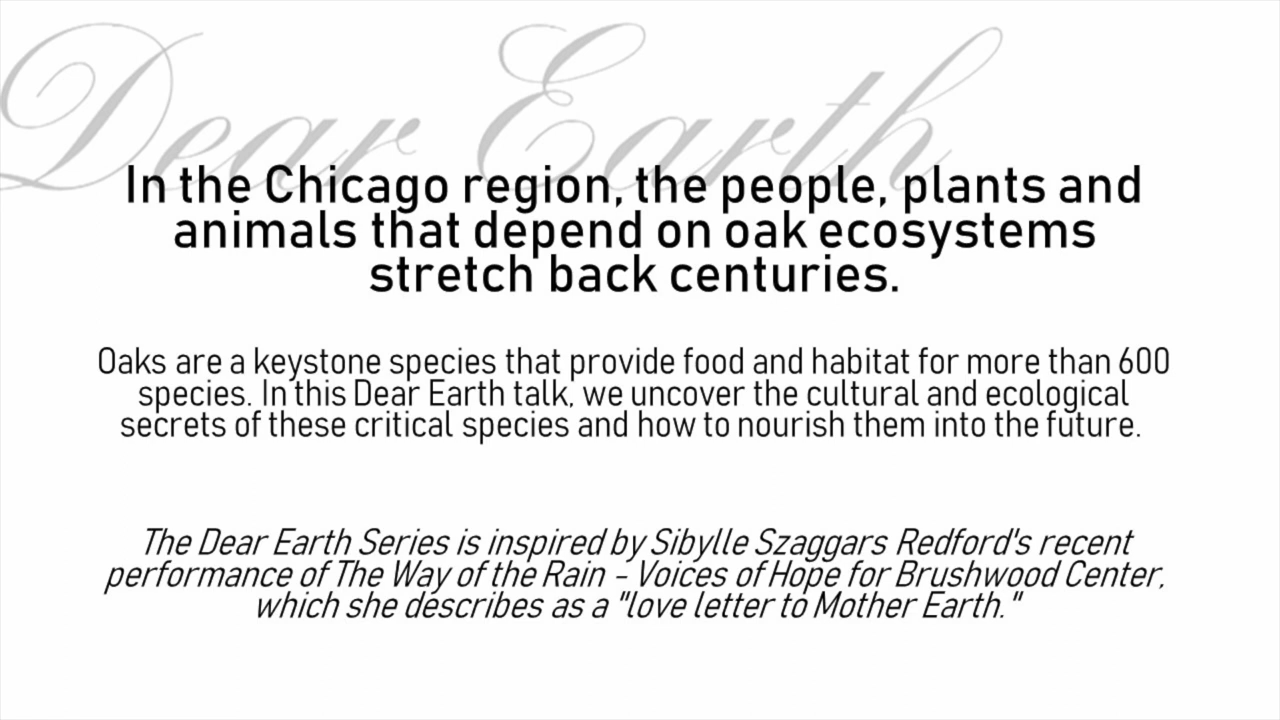 Dear Earth
In the Chicago region, the people, plants and
animals that depend on oak ecosystems
stretch back centuries.
Oaks are a keystone species that provide food and habitat for more than 600
species. In this Dear Earth talk, we uncover the cultural and ecological
secrets of these critical species and how to nourish them into the future.
The Dear Earth Series is inspired by Sibylle Szaggars Redford's recent
performance of The Way of the Rain - Voices of Hope for Brushwood Center,
which she describes as a "love letter to Mother Earth."